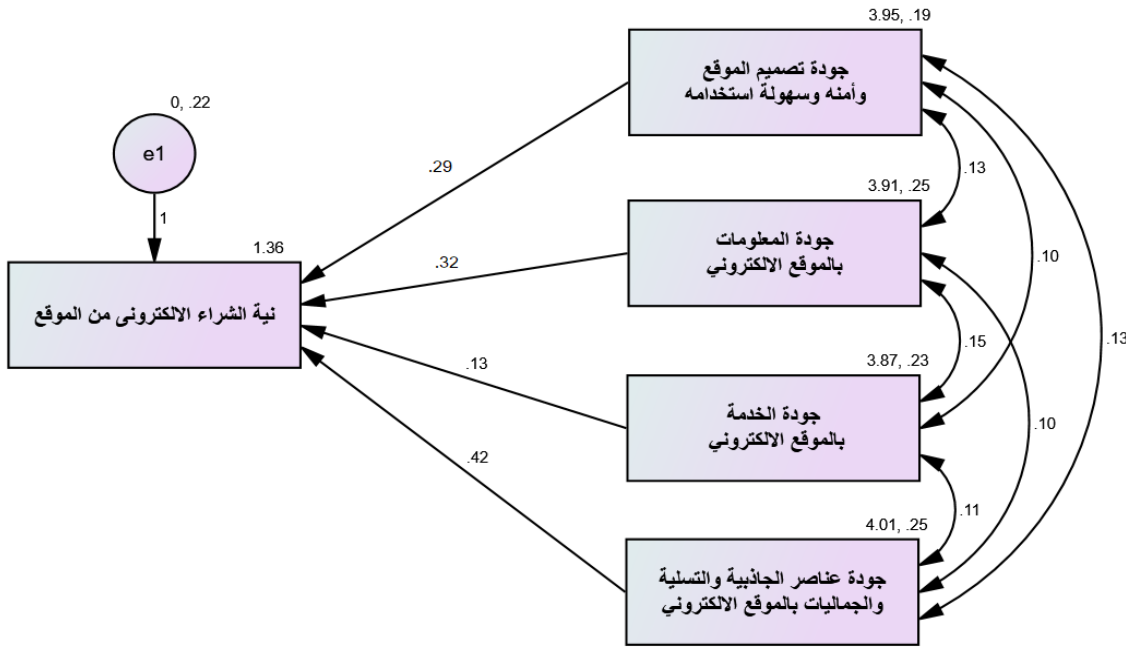 3.95, .19
جودة تصميم الموقع
وأمنه وسهولة استخدامه
0, .22
e1
1
.29
.13
3.91, .25
جودة المعلومات
بالموقع الالكتروني
1.36
نية الشراء الالكترونى من الموقع
.32
.10
.15
.13
3.87, .23
جودة الخدمة
بالموقع الالكتروني
.13
.10
.42
.11
4.01, .25
جودة عناصر الجاذبية والتسلية
والجماليات بالموقع الالكتروني